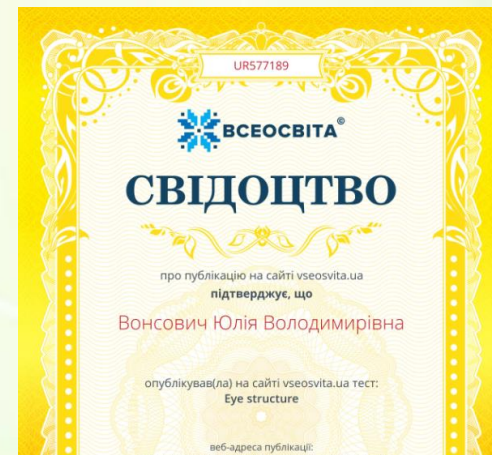 UR577189
ВСЕОСВІТА©
СВІДОЦТВО
про публікацію на сайті vseosvita.ua
підтверджує, що
Вонсович Юлія Володимирівна
опублікував(ла) на сайті vseosvita.ua тест:
Eye structure
веб-адреса публікації: